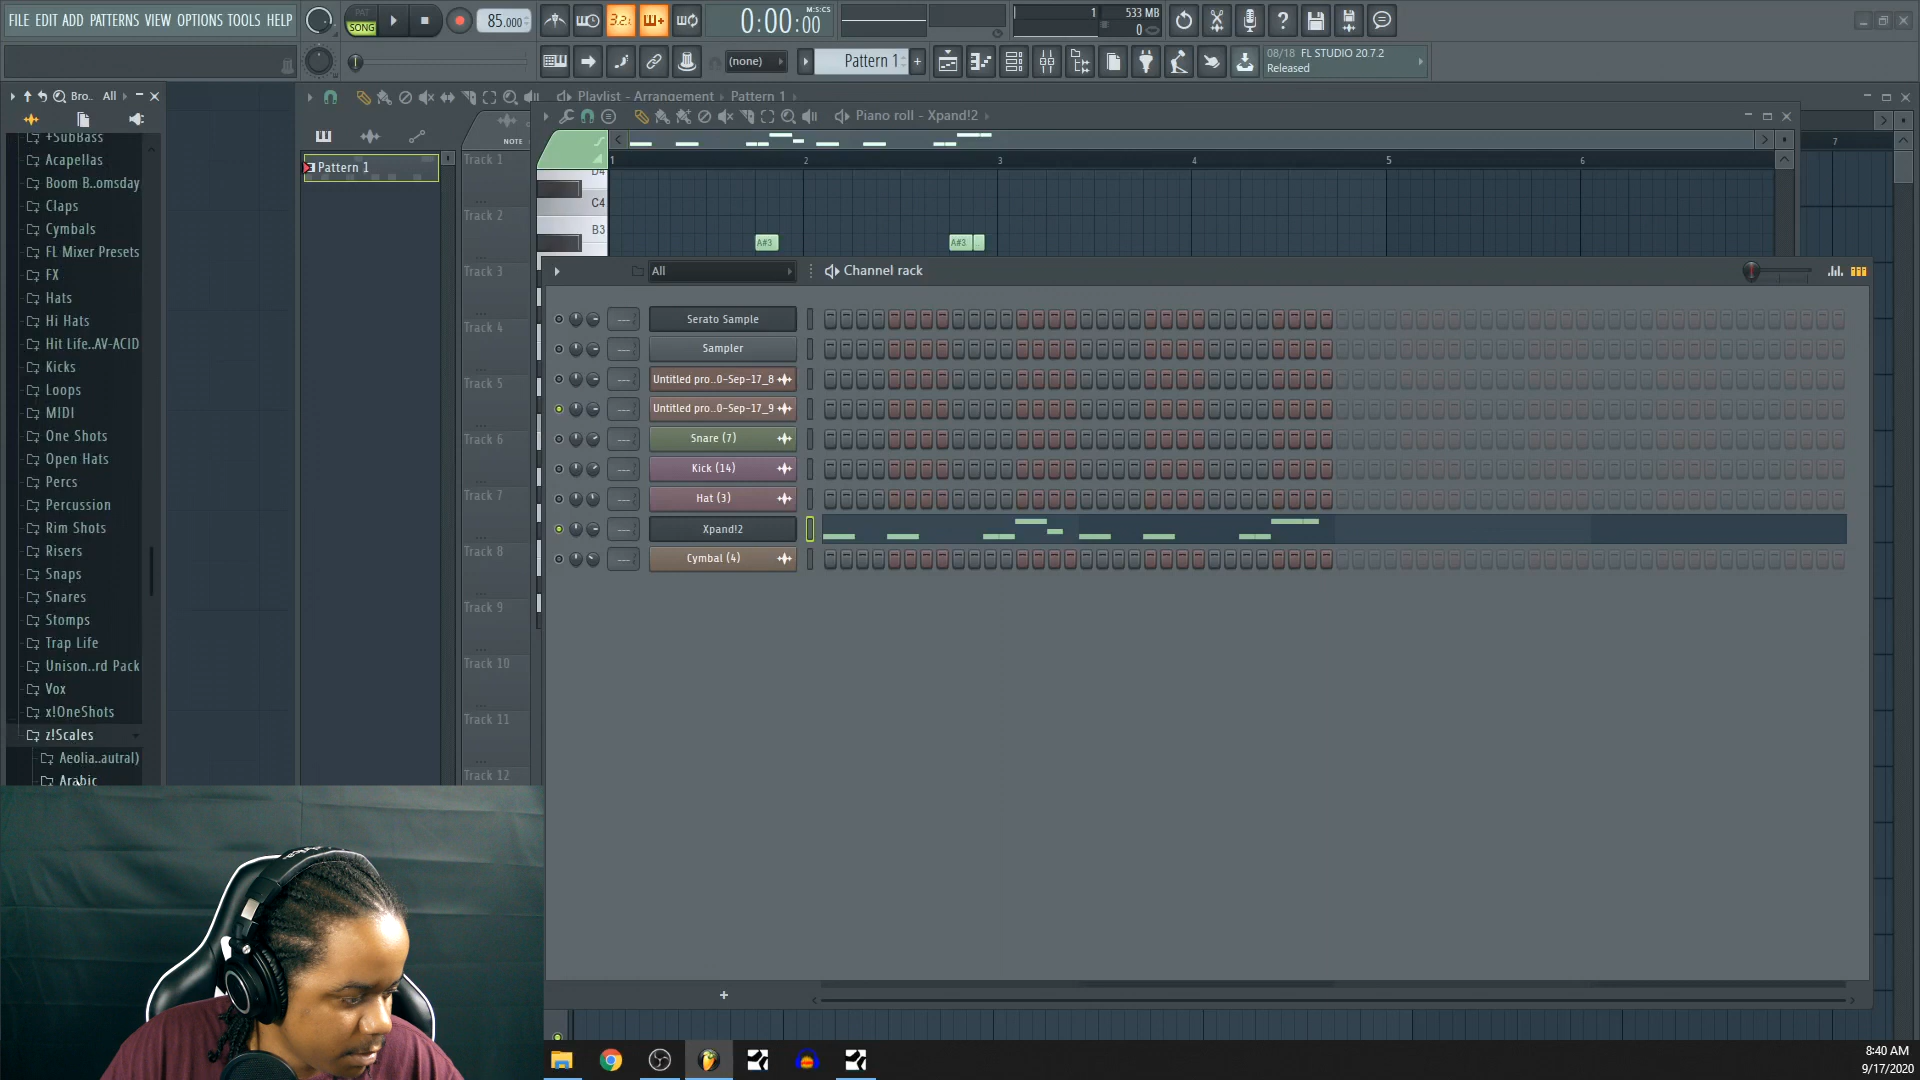 FILE EDIT ADD PATTERNS VIEW OPTIONS TOOLS HELP
PAT
SONG
85.000
3.2.
0:00:00
M:S:CS
1
533 MB
0
(none)
Pattern 1
08/18 FL STUDIO 20.7.2
Released
Bro..
All
Playlist - Arrangement
Pattern 1
Piano roll - Xpand!2
NOTE
Pattern 1
1
2
3
4
5
6
7
D4
C4
B3
A#3
A#3
+SubBass
Acapellas
Boom B..omsday
Claps
Cymbals
FL Mixer Presets
FX
Hats
Hi Hats
Hit Life..AV-ACID
Kicks
Loops
MIDI
One Shots
Open Hats
Percs
Percussion
Rim Shots
Risers
Snaps
Snares
Stomps
Trap Life
Unison..rd Pack
Vox
x!OneShots
z!Scales
Aeolia..autral)
Arabic
Track 1
Track 2
Track 3
Track 4
Track 5
Track 6
Track 7
Track 8
Track 9
Track 10
Track 11
Track 12
All
Channel rack
Serato Sample
Sampler
Untitled pro..0-Sep-17_8
Untitled pro..0-Sep-17_9
Snare (7)
Kick (14)
Hat (3)
Xpand!2
Cymbal (4)
8:40 AM
9/17/2020